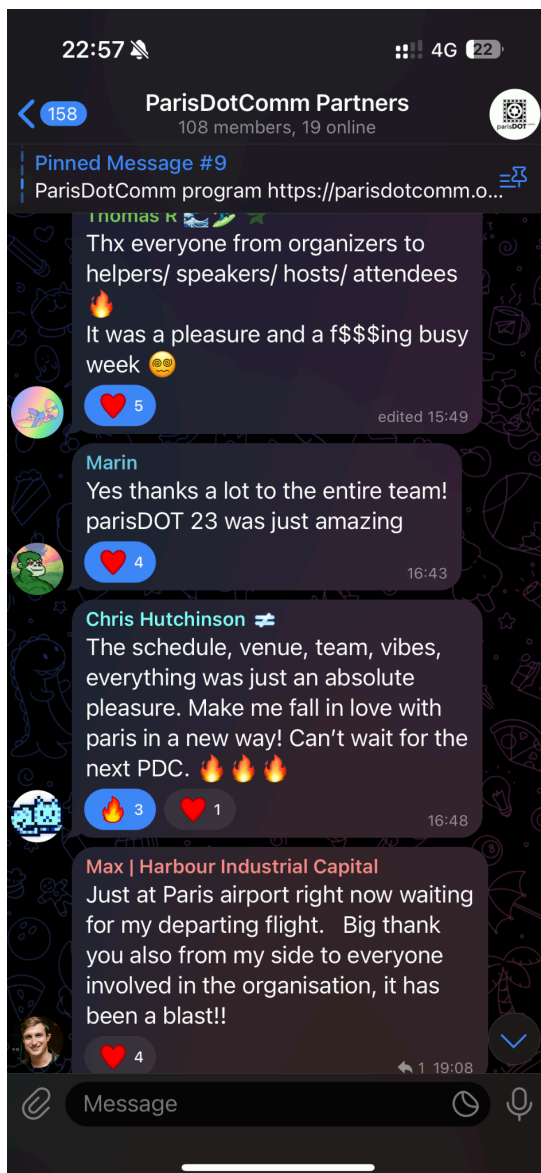 22:57
4G 22
158
ParisDotComm Partners
108 members, 19 online
parisDOT
Pinned Message #9
ParisDotComm program https://parisdotcomm.o...
Thomas R
Thx everyone from organizers to
helpers/ speakers/ hosts/ attendees
🔥
It was a pleasure and a f$$$ing busy
week 😵‍💫
❤️ 5
edited 15:49
Marin
Yes thanks a lot to the entire team!
parisDOT 23 was just amazing
❤️ 4
16:43
Chris Hutchinson
The schedule, venue, team, vibes,
everything was just an absolute
pleasure. Make me fall in love with
paris in a new way! Can’t wait for the
next PDC. 🔥🔥🔥
🔥 3 ❤️ 1
16:48
Max | Harbour Industrial Capital
Just at Paris airport right now waiting
for my departing flight.   Big thank
you also from my side to everyone
involved in the organisation, it has
been a blast!!
❤️ 4
1 19:08
Message